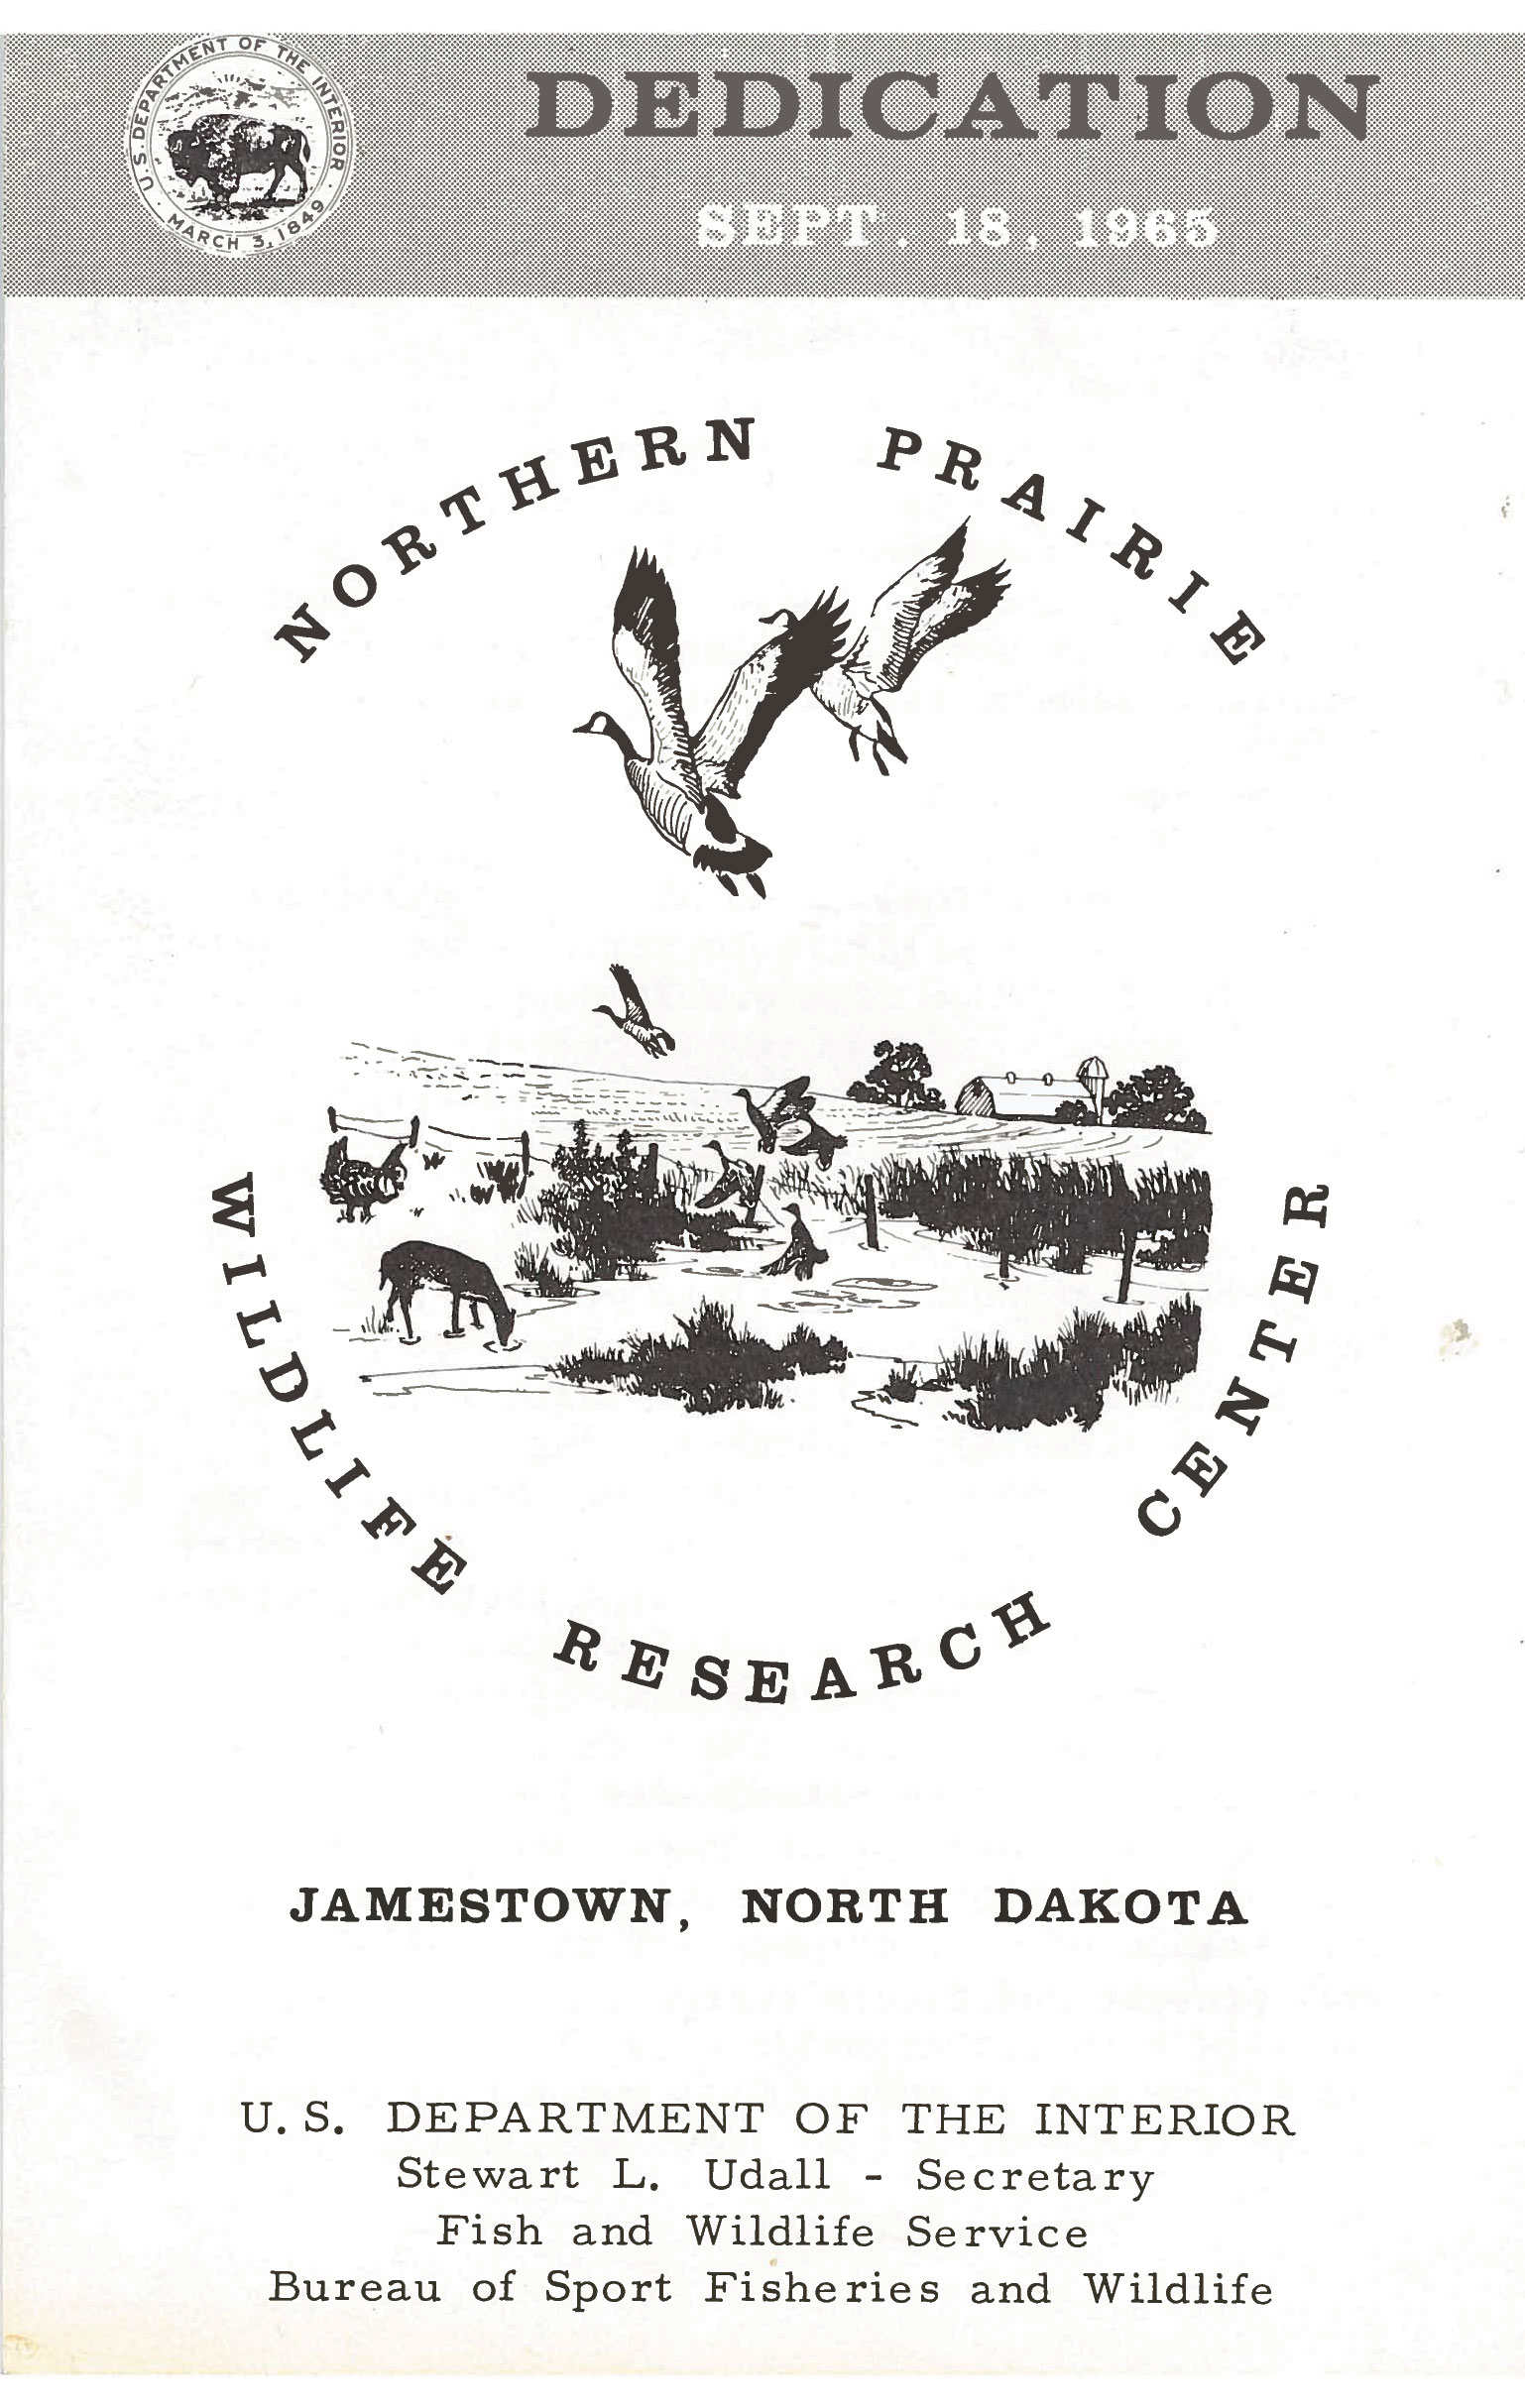 U.S. DEPARTMENT OF THE INTERIOR
MARCH 3, 1849
DEDICATION
SEPT. 18, 1965
NORTHERN PRAIRIE
WILDLIFE RESEARCH CENTER
JAMESTOWN, NORTH DAKOTA
U. S. DEPARTMENT OF THE INTERIOR
Stewart L. Udall - Secretary
Fish and Wildlife Service
Bureau of Sport Fisheries and Wildlife